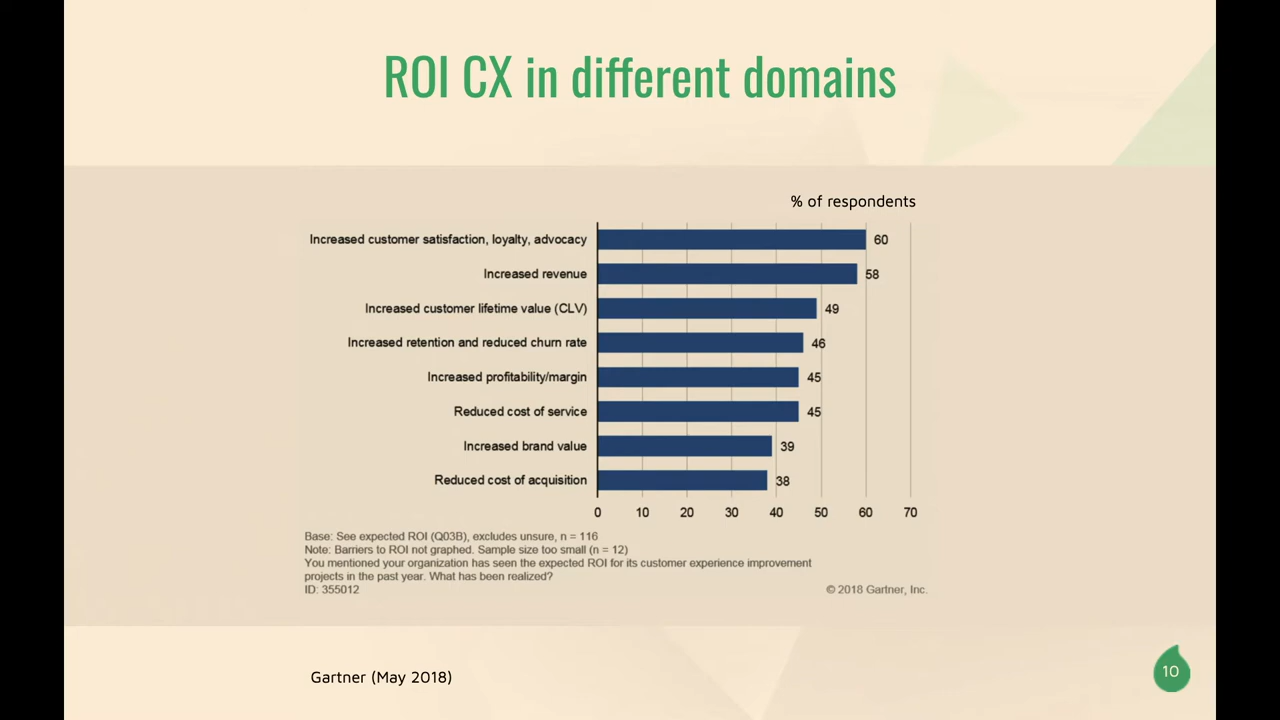 ROI CX in different domains
% of respondents
Increased customer satisfaction, loyalty, advocacy 60
Increased revenue 58
Increased customer lifetime value (CLV) 49
Increased retention and reduced churn rate 46
Increased profitability/margin 45
Reduced cost of service 45
Increased brand value 39
Reduced cost of acquisition 38
0 10 20 30 40 50 60 70
Base: See expected ROI (Q03B), excludes unsure, n = 116
Note: Barriers to ROI not graphed. Sample size too small (n = 12)
You mentioned your organization has seen the expected ROI for its customer experience improvement
projects in the past year. What has been realized?
ID: 355012 © 2018 Gartner, Inc.
Gartner (May 2018)
10